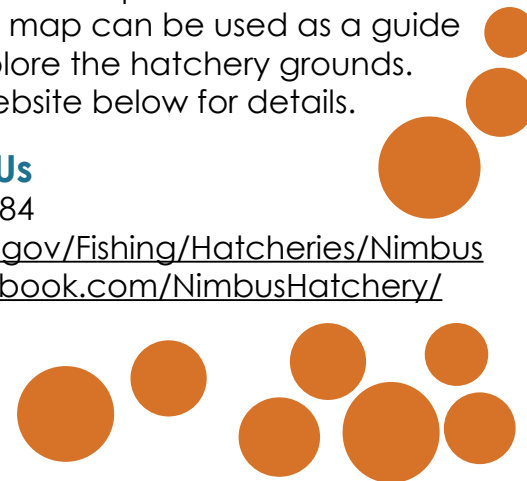 map can be used as a guide
lore the hatchery grounds.
ebsite below for details.
Us
84
.gov/Fishing/Hatcheries/Nimbus
book.com/NimbusHatchery/